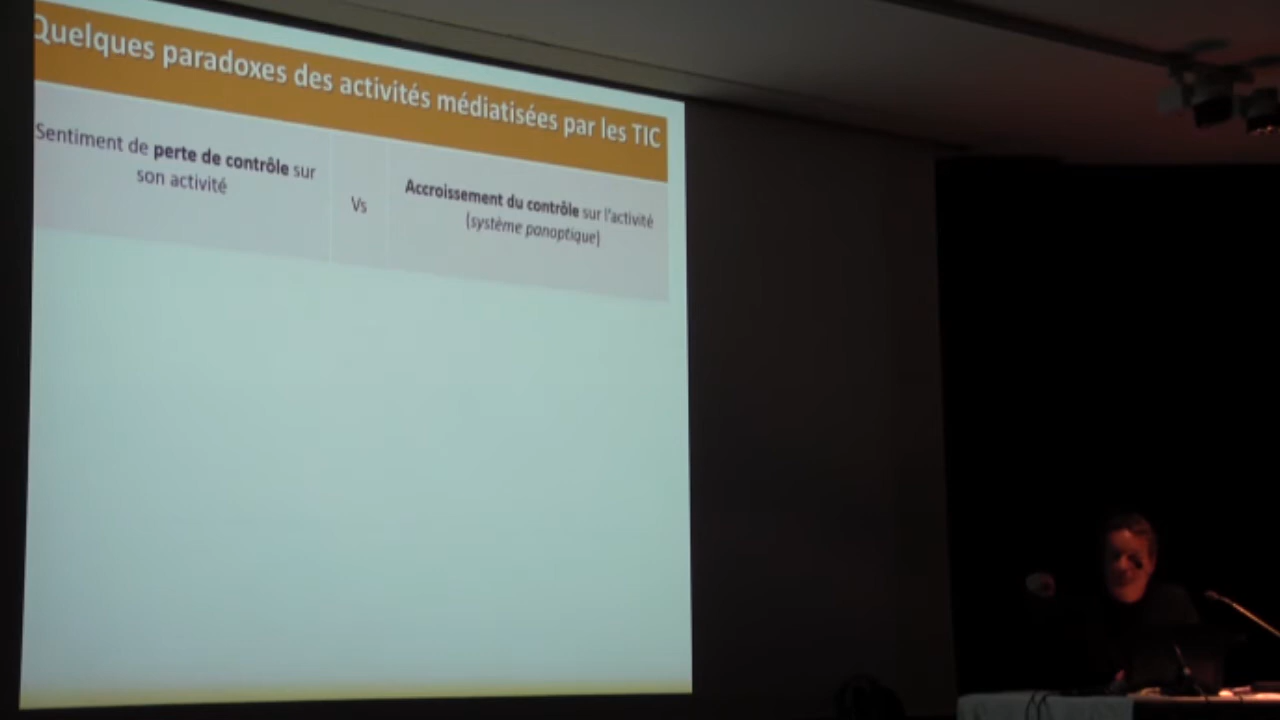 Quelques paradoxes des activités médiatisées par les TIC
Sentiment de perte de contrôle sur
son activité
Vs
Accroissement du contrôle sur l'activité
(système panoptique)